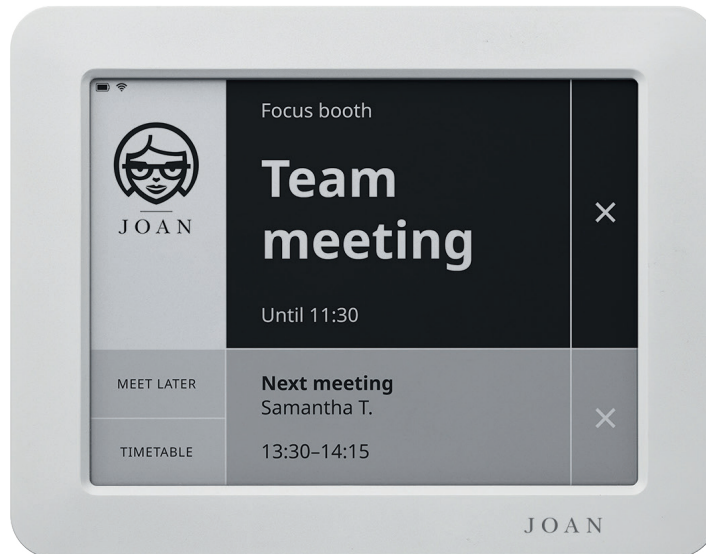 JOAN
MEET LATER
TIMETABLE
Focus booth
Team
meeting
Until 11:30
Next meeting
Samantha T.
13:30–14:15
JOAN